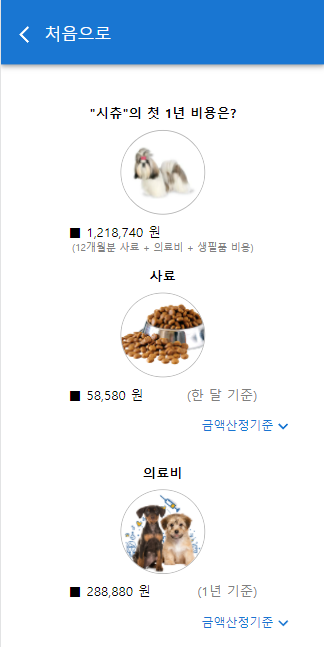 처음으로
"시츄"의 첫 1년 비용은?
■ 1,218,740 원
(12개월분 사료 + 의료비 + 생필품 비용)
사료
■ 58,580 원 (한 달 기준)
금액산정기준
의료비
■ 288,880 원 (1년 기준)
금액산정기준